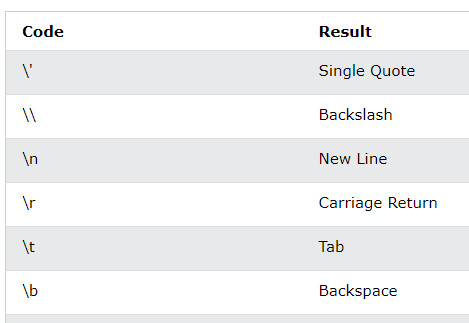 Code Result
\' Single Quote
\\ Backslash
\n New Line
\r Carriage Return
\t Tab
\b Backspace